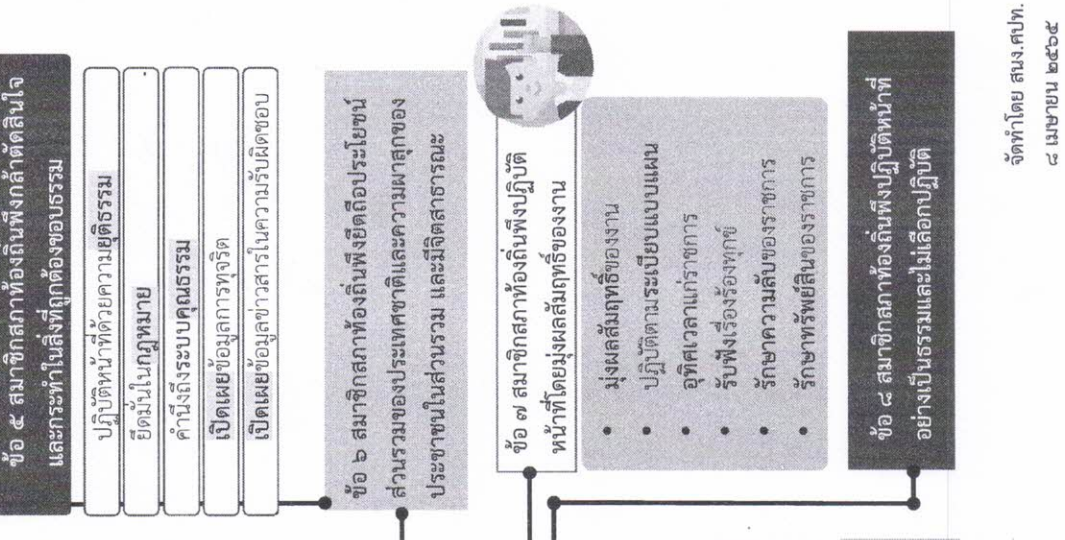 ข้อ ๕ สมาชิกสภาท้องถิ่นพึงกล้าตัดสินใจ
และกระทำในสิ่งที่ถูกต้องชอบธรรม
ปฏิบัติหน้าที่ด้วยความยุติธรรม
ยึดมั่นในกฎหมาย
คำนึงถึงระบบคุณธรรม
เปิดเผยข้อมูลการทุจริต
เปิดเผยข้อมูลข่าวสารในความรับผิดชอบ
ข้อ ๖ สมาชิกสภาท้องถิ่นพึงยึดถือประโยชน์
ส่วนรวมของประเทศชาติและความผาสุกของ
ประชาชนในส่วนรวม และมีจิตสาธารณะ
ข้อ ๗ สมาชิกสภาท้องถิ่นพึงปฏิบัติ
หน้าที่โดยมุ่งผลสัมฤทธิ์ของงาน
• มุ่งผลสัมฤทธิ์ของงาน
• ปฏิบัติตามระเบียบแบบแผน
• อุทิศเวลาแก่ราชการ
• รับฟังเรื่องร้องทุกข์
• รักษาความลับของราชการ
• รักษาทรัพย์สินของราชการ
ข้อ ๘ สมาชิกสภาท้องถิ่นพึงปฏิบัติหน้าที่
อย่างเป็นธรรมและไม่เลือกปฏิบัติ
จัดทำโดย สนง.ศปท.
๘ เมษายน ๒๕๖๕